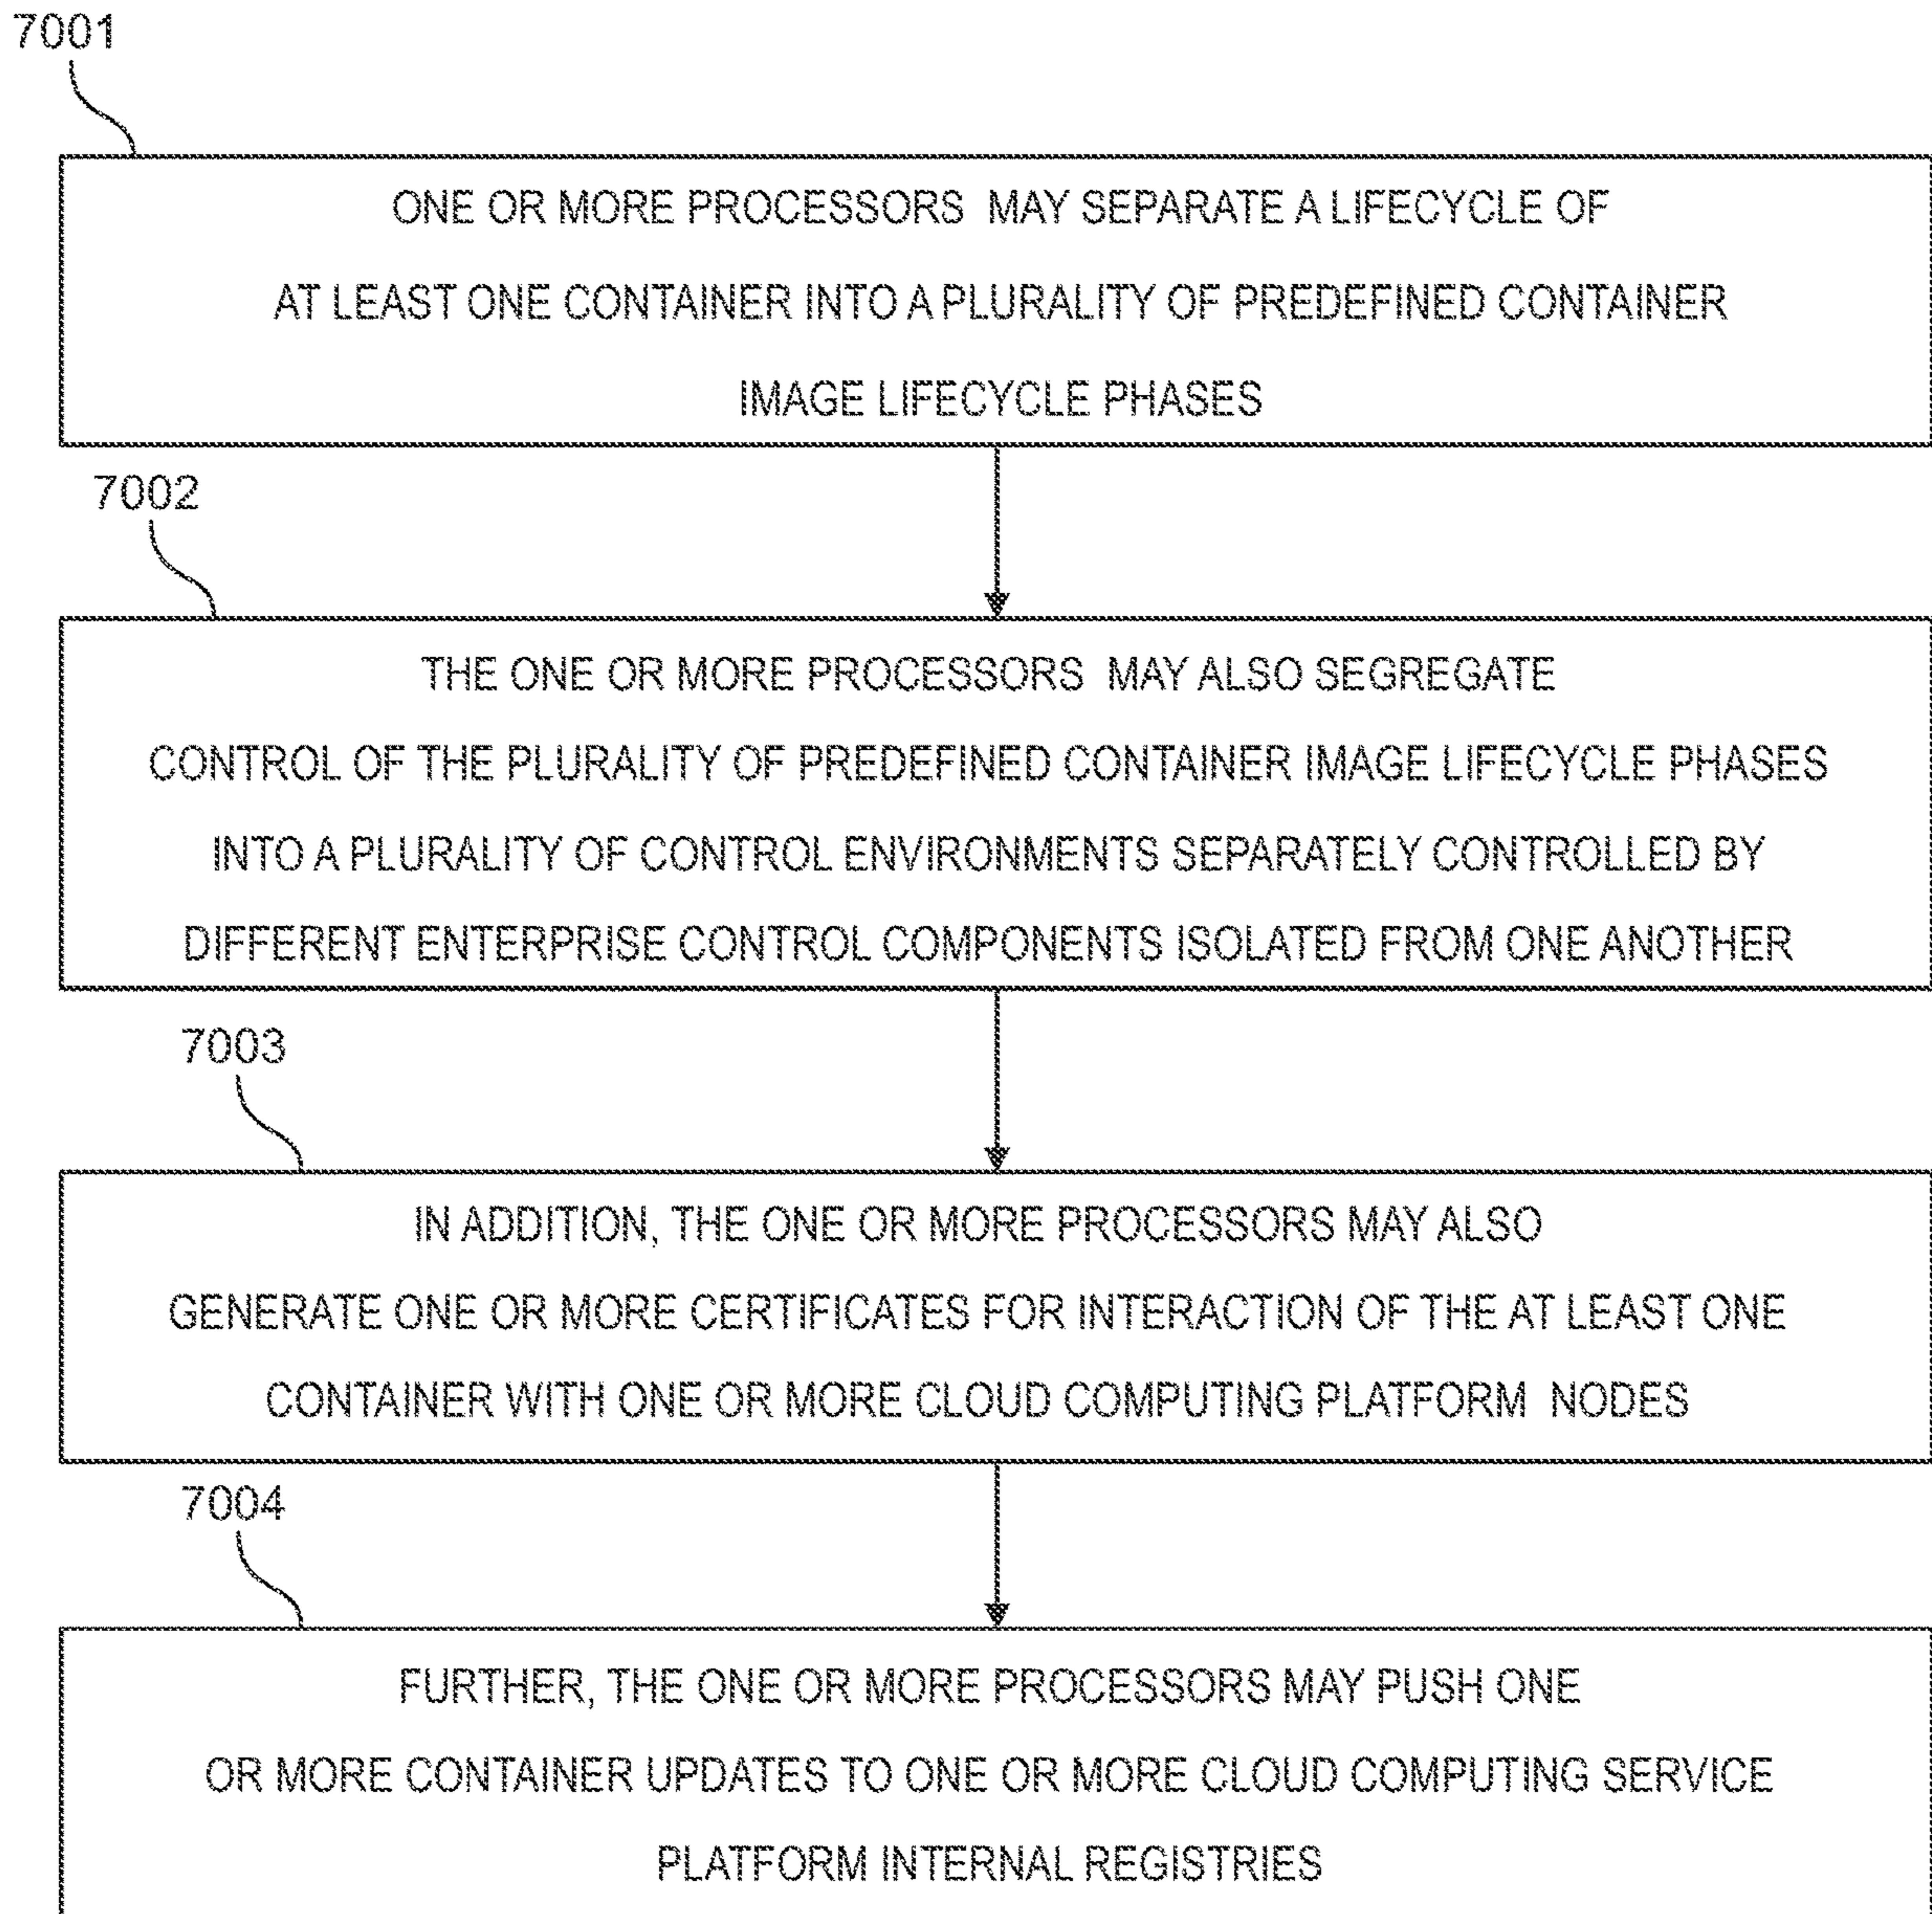 7001
ONE OR MORE PROCESSORS MAY SEPARATE A LIFECYCLE OF
AT LEAST ONE CONTAINER INTO A PLURALITY OF PREDEFINED CONTAINER
IMAGE LIFECYCLE PHASES
7002
THE ONE OR MORE PROCESSORS MAY ALSO SEGREGATE
CONTROL OF THE PLURALITY OF PREDEFINED CONTAINER IMAGE LIFECYCLE PHASES
INTO A PLURALITY OF CONTROL ENVIRONMENTS SEPARATELY CONTROLLED BY
DIFFERENT ENTERPRISE CONTROL COMPONENTS ISOLATED FROM ONE ANOTHER
7003
IN ADDITION, THE ONE OR MORE PROCESSORS MAY ALSO
GENERATE ONE OR MORE CERTIFICATES FOR INTERACTION OF THE AT LEAST ONE
CONTAINER WITH ONE OR MORE CLOUD COMPUTING PLATFORM NODES
7004
FURTHER, THE ONE OR MORE PROCESSORS MAY PUSH ONE
OR MORE CONTAINER UPDATES TO ONE OR MORE CLOUD COMPUTING SERVICE
PLATFORM INTERNAL REGISTRIES